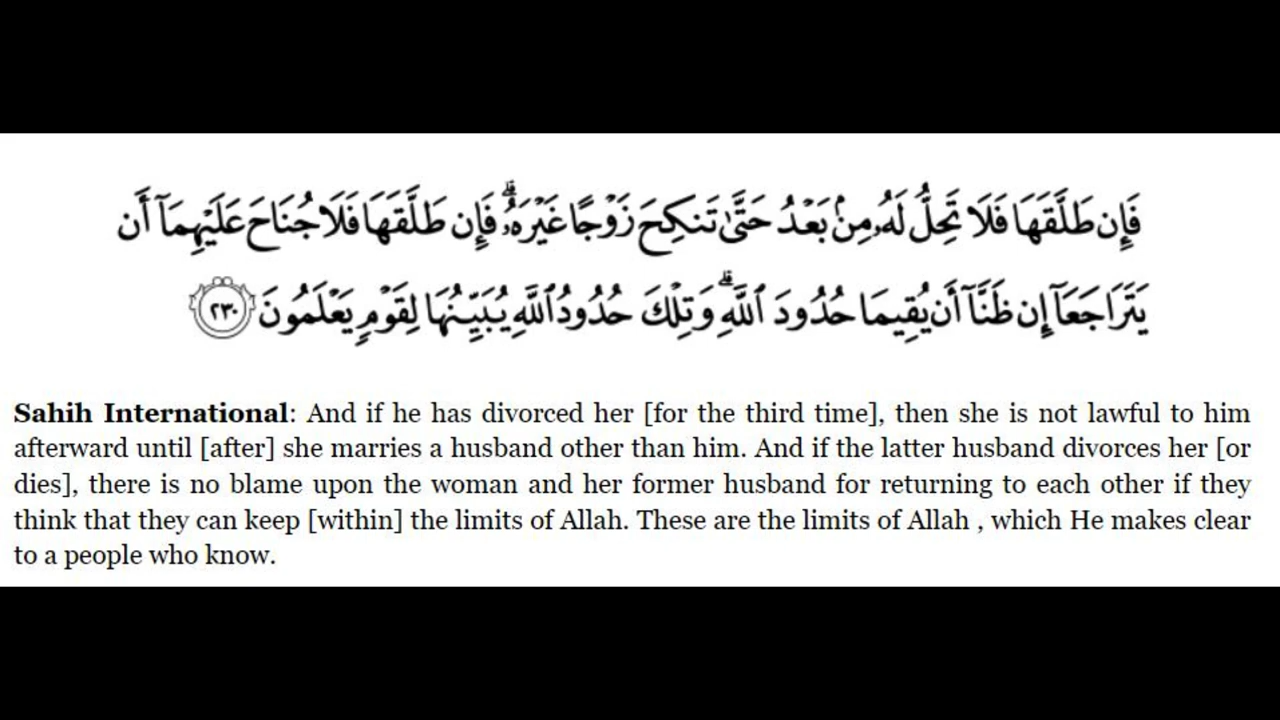 فَإِن طَلَّقَهَا فَلَا تَحِلُّ لَهُۥ مِنۢ بَعْدُ حَتَّىٰ تَنكِحَ زَوْجًا غَيْرَهُۥ ۗ فَإِن طَلَّقَهَا فَلَا جُنَاحَ عَلَيْهِمَآ أَن
يَتَرَاجَعَآ إِن ظَنَّآ أَن يُقِيمَا حُدُودَ ٱللَّهِ ۗ وَتِلْكَ حُدُودُ ٱللَّهِ يُبَيِّنُهَا لِقَوْمٍ يَعْلَمُونَ ٢٣٠
Sahih International: And if he has divorced her [for the third time], then she is not lawful to him
afterward until [after] she marries a husband other than him. And if the latter husband divorces her [or
dies], there is no blame upon the woman and her former husband for returning to each other if they
think that they can keep [within] the limits of Allah. These are the limits of Allah , which He makes clear
to a people who know.